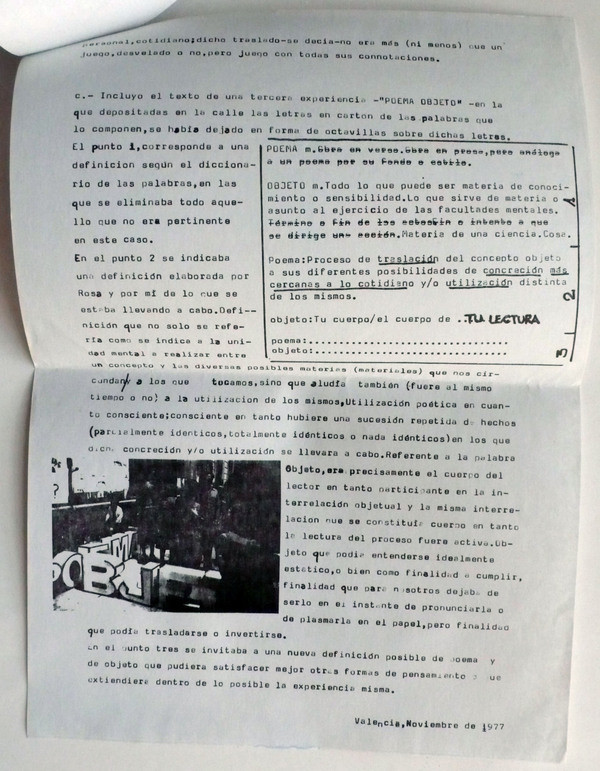 personal,cotidiano;dicho traslado-se decia-no era más (ni menos) que un
juego,desvelado o no,pero juego con todas sus connotaciones.
c.- Incluyo el texto de una tercera experiencia -"POEMA OBJETO" -en la
que depositadas en la calle las letras en carton de las palabras que
lo componen,se había dejado en forma de octavillas sobre dichas letras.
El punto 1,corresponde a una
definicion según el dicciona-
rio de las palabras,en las
que se eliminaba todo aque-
llo que no era pertinente
en este caso.
En el punto 2 se indicaba
una definición elaborada por
Rosa y por mí de lo que se
estaba llevando a cabo.Defi--
nición que no solo se refe-
ría como se indica a la uni-
dad mental a realizar entre
POEMA m.Obra en verso.Obra en prosa,pero análoga
a un poema por su fondo o estilo.
OBJETO m.Todo lo que puede ser materia de conoci-
miento o sensibilidad.Lo que sirve de materia o
asunto al ejercicio de las facultades mentales.
Término o fin de los intento a que
se dirige una acción.Materia de una ciencia.Cosa.
1
Poema:Proceso de traslación del concepto objeto
a sus diferentes posibilidades de concreción más
cercanas a lo cotidiano y/o utilización distinta
de los mismos.
2
objeto:Tu cuerpo/el cuerpo de ..TU LECTURA
poema:................................
objeto:...............................
3
un concepto y las diversas posibles materias (materiales) que nos cir-
cundan/ a los que tocamos,sino que aludía también (fuere al mismo
tiempo o no) a la utilizacion de los mismos,Utilización poética en cuan-
to consciente;consciente en tanto hubiere una sucesión repetida de hechos
(parcialmente identicos,totalmente idénticos o nada idénticos)en los que
dicha concreción y/o utilización se llevara a cabo.Referente a la palabra
Objeto,era precisamente el cuerpo del
lector en tanto participante en la in-
terrelación objetual y la misma interre-
lacion que se constituía cuerpo en tanto
la lectura del proceso fuere activa.Ob-
jeto que podía entenderse idealmente
estético,o bien como finalidad a cumplir,
finalidad que para nosotros dejaba de
serlo en el instante de pronunciarla o
de plasmarla en el papel,pero finalidad
que podía trasladarse o invertirse.
En el punto tres se invitaba a una nueva definición posible de poema y
de objeto que pudiera satisfacer mejor otras formas de pensamiento y que
extendiera dentro de lo posible la experiencia misma.
Valencia,Noviembre de 1977